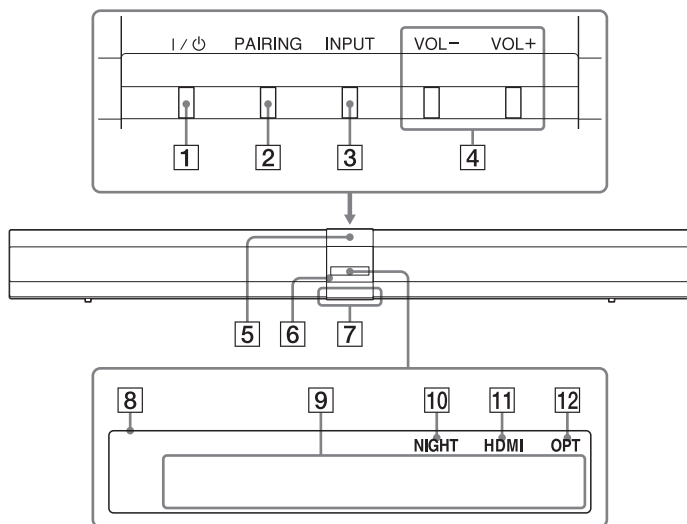 I / ⏻ PAIRING INPUT VOL− VOL+
1 2 3 4
5 6 7
8 9 10 11 12
NIGHT HDMI OPT